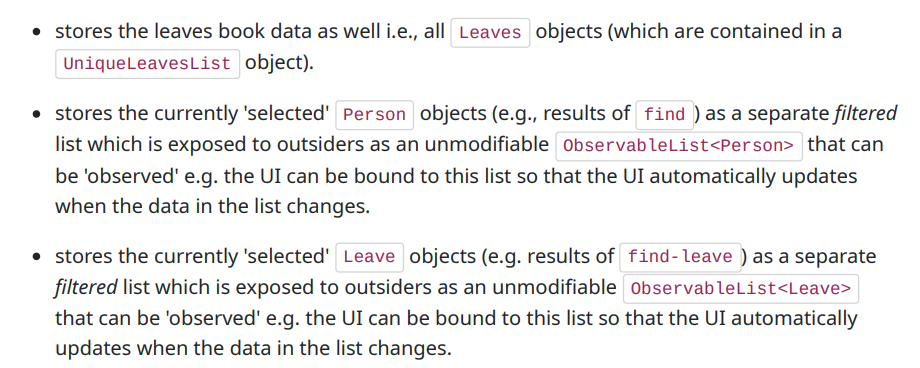 • stores the leaves book data as well i.e., all Leaves objects (which are contained in a
UniqueLeavesList object).
• stores the currently 'selected' Person objects (e.g., results of find) as a separate filtered
list which is exposed to outsiders as an unmodifiable ObservableList<Person> that can
be 'observed' e.g. the UI can be bound to this list so that the UI automatically updates
when the data in the list changes.
• stores the currently 'selected' Leave objects (e.g. results of find-leave) as a separate
filtered list which is exposed to outsiders as an unmodifiable ObservableList<Leave>
that can be 'observed' e.g. the UI can be bound to this list so that the UI automatically
updates when the data in the list changes.